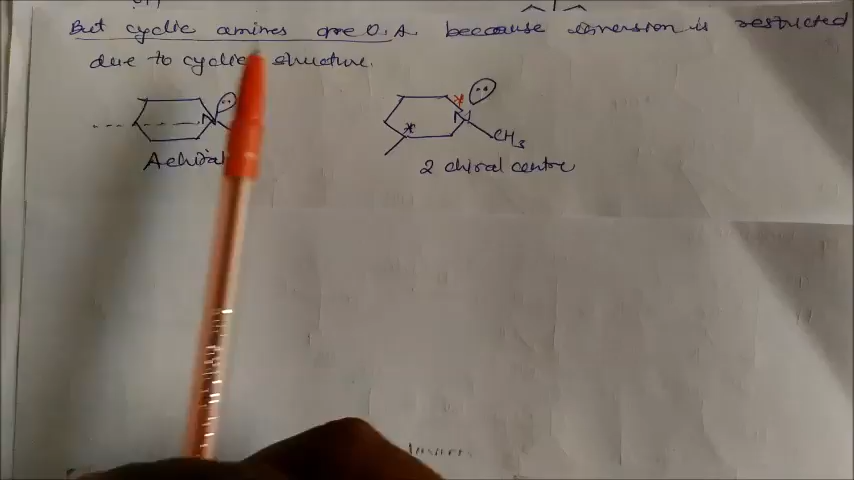 But cyclic amines are O.A because inversion is restricted
due to cyclic structure.
N
N
CH3
Achiral
2 chiral centre